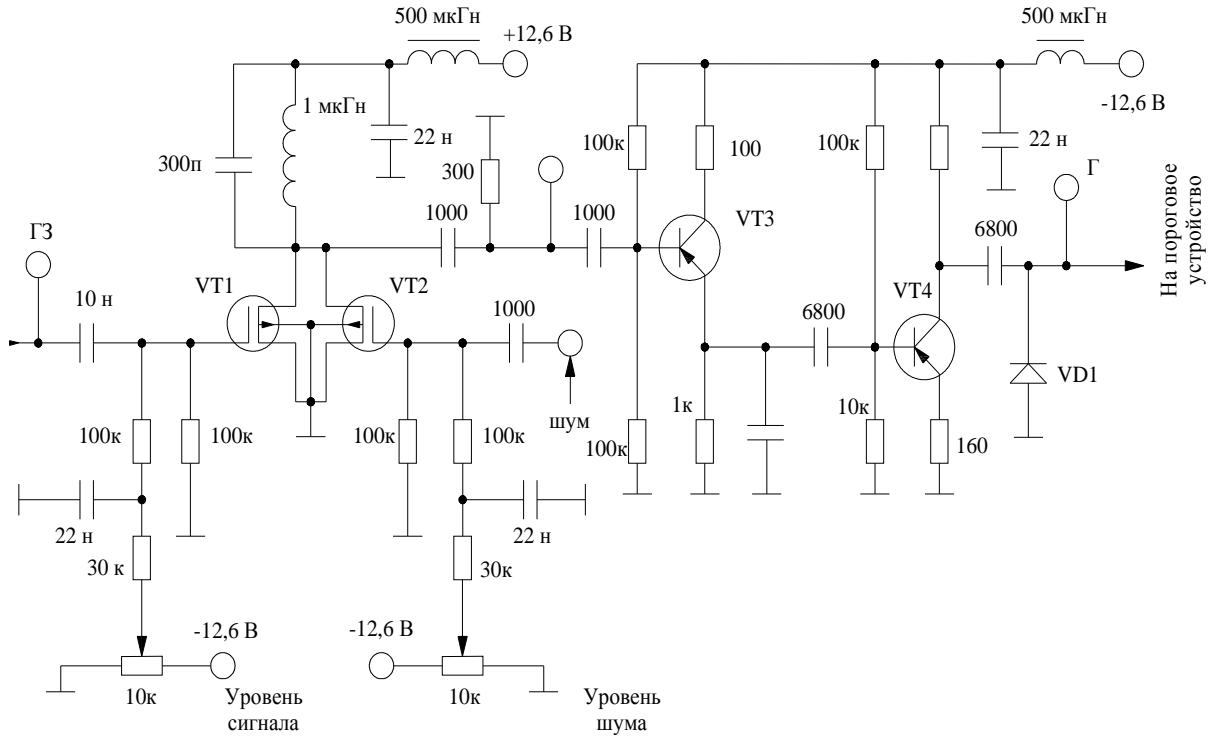 500 мкГн
+12,6 В
500 мкГн
-12,6 В
1 мкГн
22 н
300п
300
100к
100
100к
22 н
Г
На пороговое
устройство
1000
1000
VT3
6800
ГЗ
10 н
VT1
VT2
1000
6800
VT4
VD1
шум
1к
100к
100к
100к
100к
100к
10к
160
22 н
22 н
30 к
30к
-12,6 В
-12,6 В
10к
Уровень
сигнала
10к
Уровень
шума